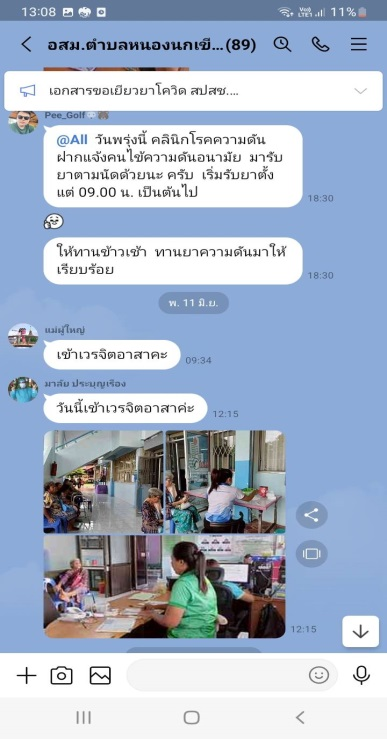 13:08
Vo))
LTE1
11%
อสม.ตำบลหนองนกเขี...(89)
เอกสารขอเยียวยาโควิด สปสช....
Pee_Golf
@All วันพรุ่งนี้ คลินิกโรคความดัน
ฝากแจ้งคนไข้ความดันอนามัย มารับ
ยาตามนัดด้วยนะ ครับ เริ่มรับยาตั้ง
แต่ 09.00 น. เป็นต้นไป
18:30
ให้ทานข้าวเช้า ทานยาความดันมาให้
เรียบร้อย
18:30
พ. 11 มิ.ย.
แม่ผู้ใหญ่
เข้าเวรจิตอาสาคะ
09:34
มาลัย ประบุญเรือง
วันนี้เข้าเวรจิตอาสาค่ะ
12:15
12:15